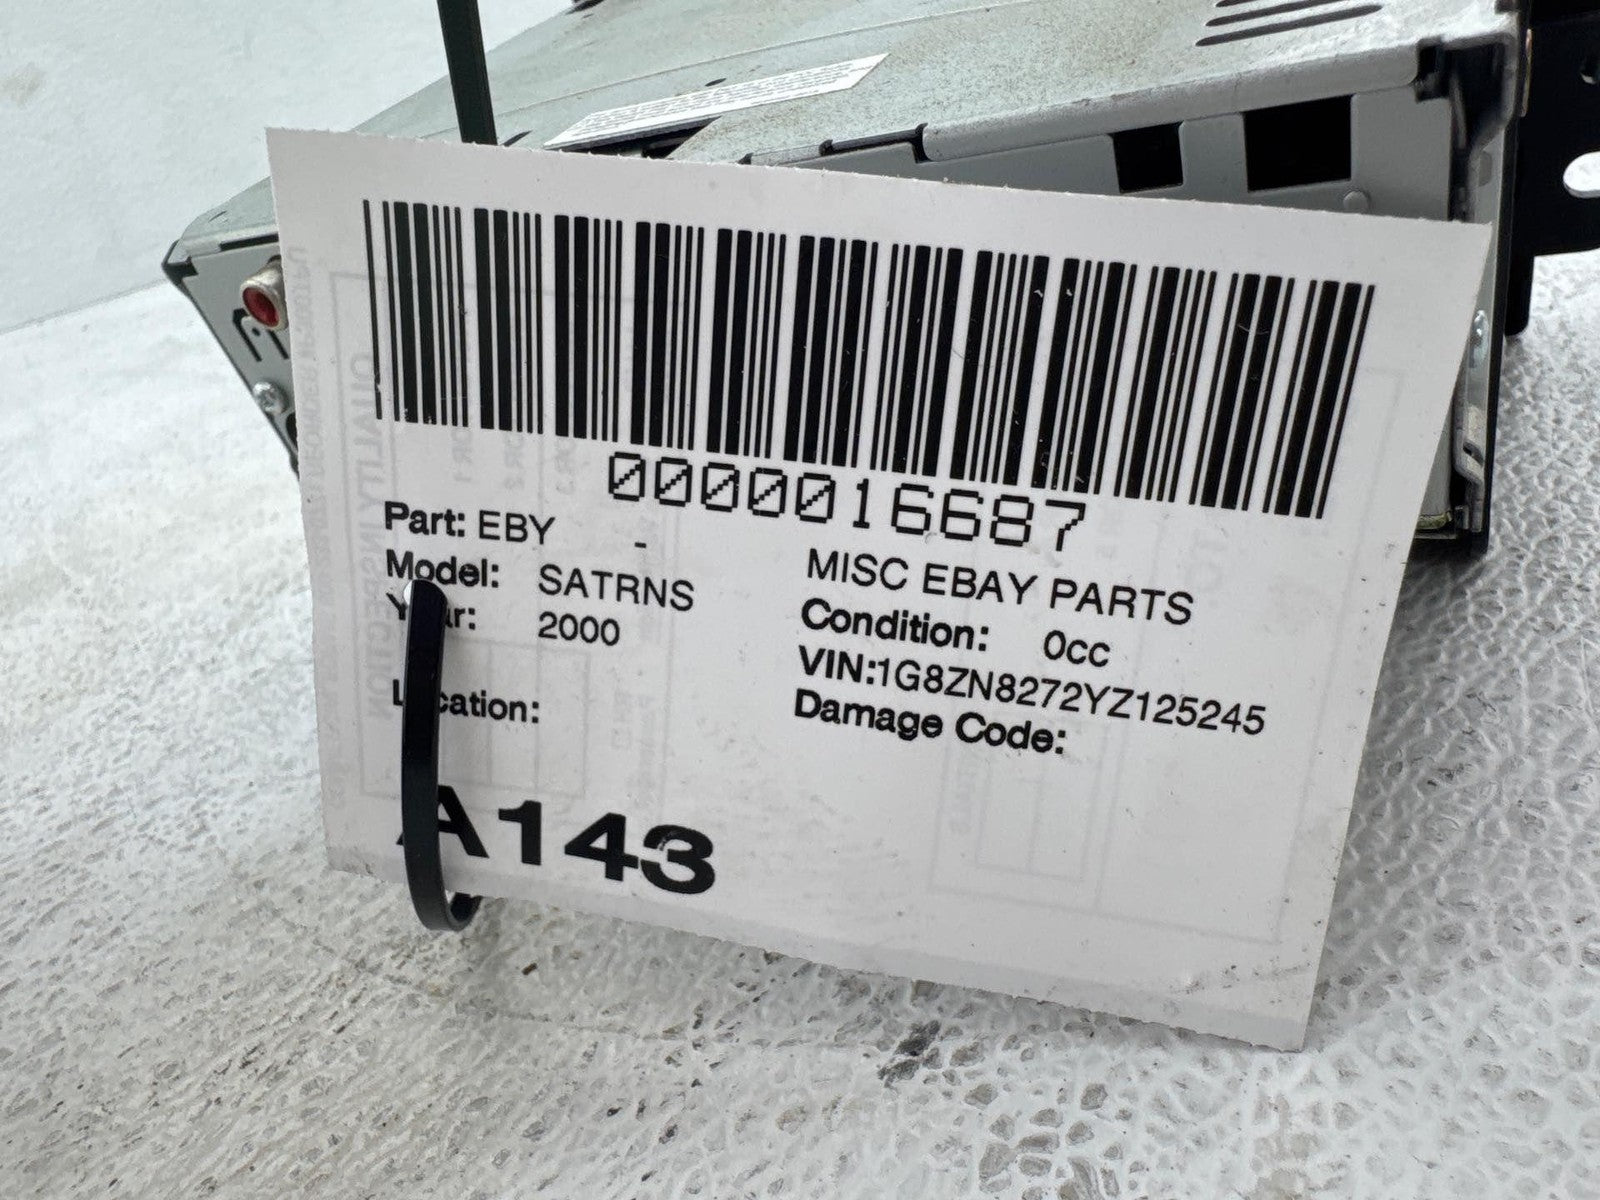 0000016687
Part: EBY -
MISC EBAY PARTS
Model: SATRNS
Condition: 0cc
Year: 2000
VIN:1G8ZN8272YZ125245
Location:
Damage Code:
A143